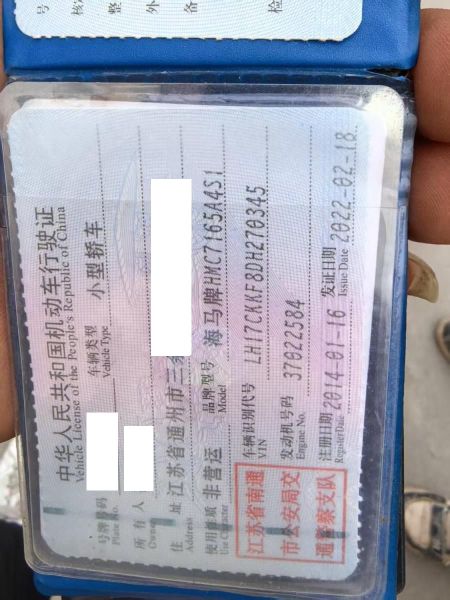 中华人民共和国机动车行驶证
Vehicle License of the People's Republic of China
号牌号码 车辆类型 小型轿车
Plate No. Vehicle Type
所有人
Owner
住址 江苏省通州市三
Address
使用性质 非营运 品牌型号 海马牌HMC7165A4S1
Use Character Model
江苏省南通
市公安局交
通警察支队
车辆识别代号 LH17CKKF8DH270345
VIN
发动机号码 37022584
Engine No.
注册日期 2014-01-16 发证日期 2022-02-18
Register Date Issue Date
号
整
外
备
检